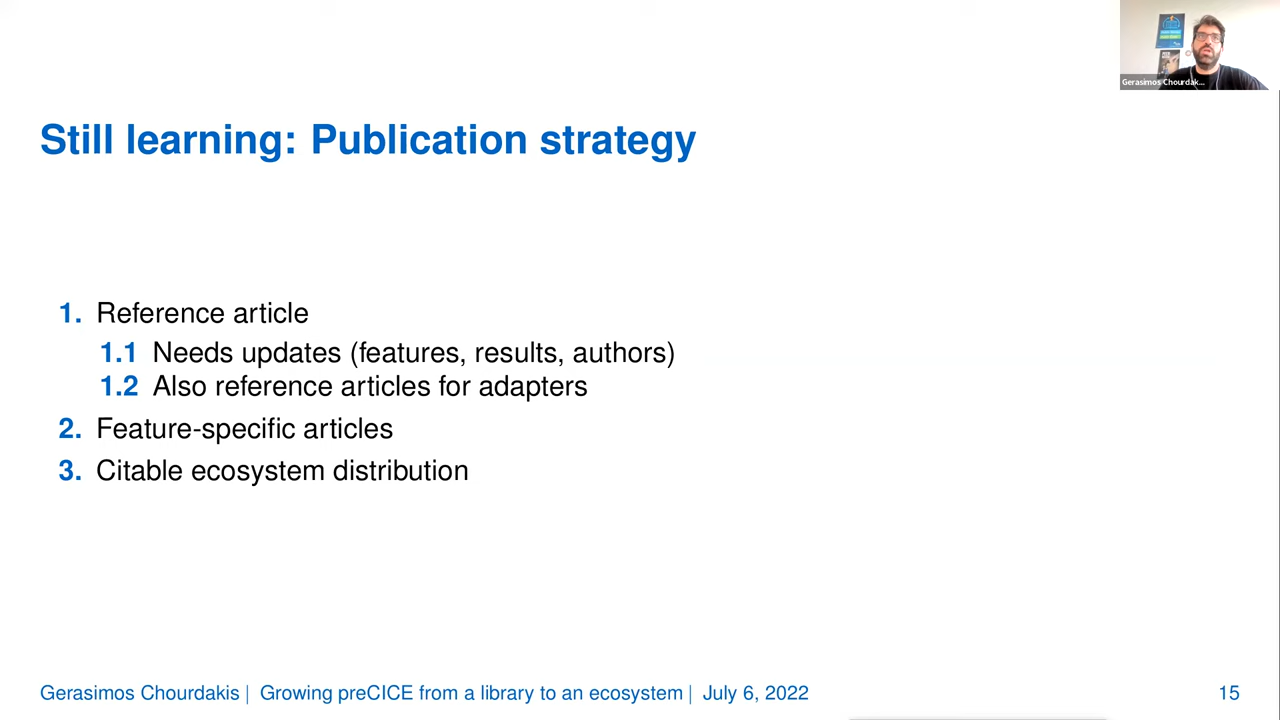 Gerasimos Chourdak...
Still learning: Publication strategy
1. Reference article
1.1 Needs updates (features, results, authors)
1.2 Also reference articles for adapters
2. Feature-specific articles
3. Citable ecosystem distribution
Gerasimos Chourdakis | Growing preCICE from a library to an ecosystem | July 6, 2022
15